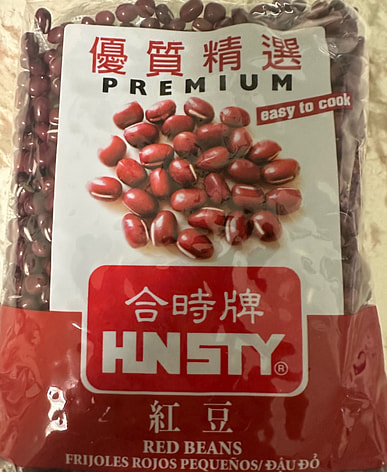 優質精選
PREMIUM
easy to cook
合時牌
HNSTY®
紅豆
RED BEANS
FRIJOLES ROJOS PEQUEÑOS/ĐẬU ĐỎ